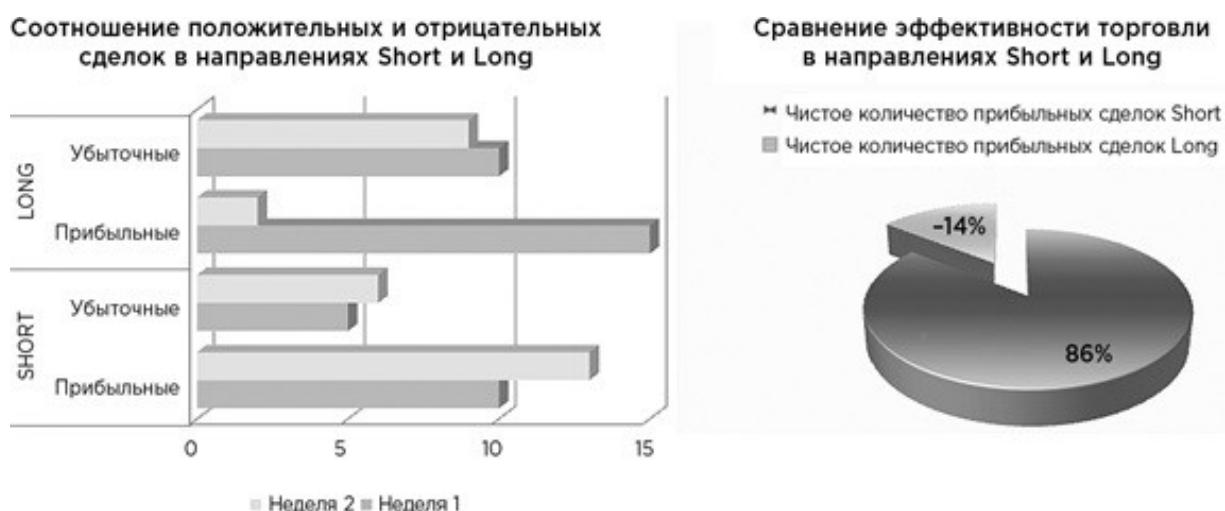 Соотношение положительных и отрицательных
сделок в направлениях Short и Long
LONG
Убыточные
Прибыльные
SHORT
Убыточные
Прибыльные
0 5 10 15
Неделя 2 Неделя 1
Сравнение эффективности торговли
в направлениях Short и Long
Чистое количество прибыльных сделок Short
Чистое количество прибыльных сделок Long
-14%
86%